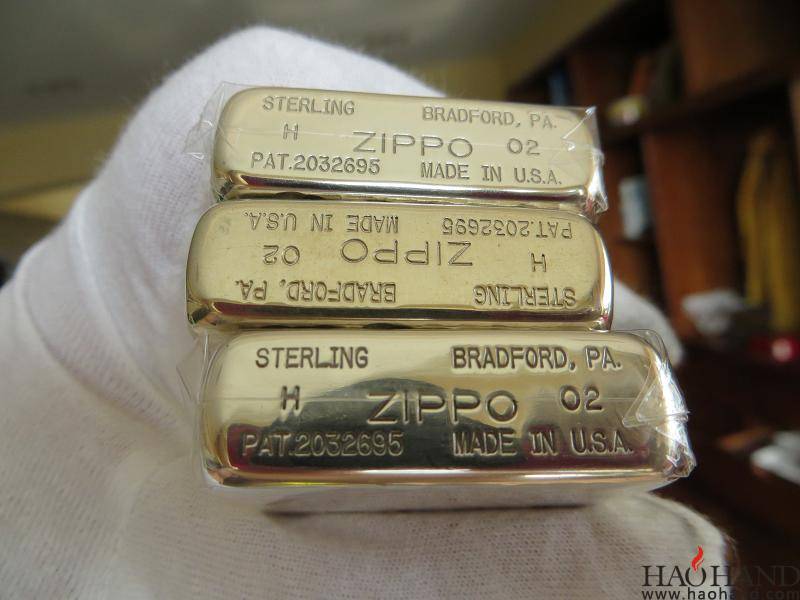 STERLING BRADFORD, PA.
H ZIPPO 02
PAT.2032695 MADE IN U.S.A.
STERLING BRADFORD, PA.
H ZIPPO 02
PAT.2032695 MADE IN U.S.A.
STERLING BRADFORD, PA.
H ZIPPO 02
PAT.2032695 MADE IN U.S.A.
HAOHAND
www.haohand.com